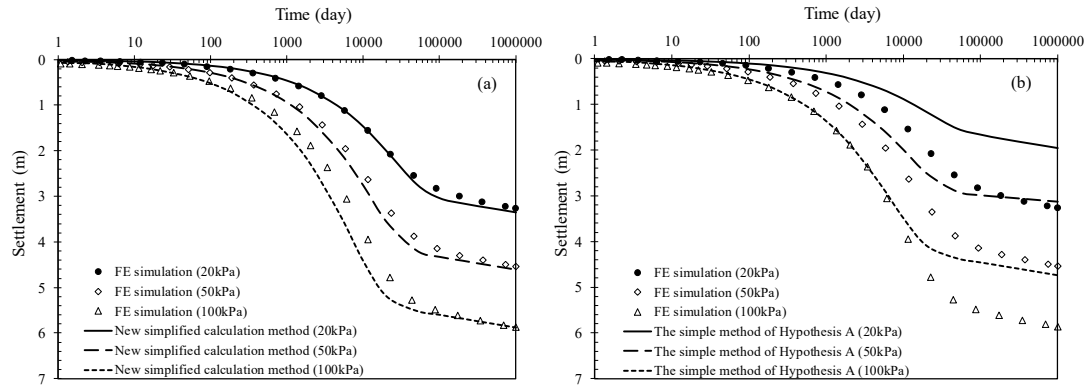 Time (day)
1 10 100 1000 10000 100000 1000000
0
1
2
3
4
5
6
7
Settlement (m)
(a)
FE simulation (20kPa)
FE simulation (50kPa)
FE simulation (100kPa)
New simplified calculation method (20kPa)
New simplified calculation method (50kPa)
New simplified calculation method (100kPa)
Time (day)
1 10 100 1000 10000 100000 1000000
0
1
2
3
4
5
6
7
Settlement (m)
(b)
FE simulation (20kPa)
FE simulation (50kPa)
FE simulation (100kPa)
The simple method of Hypothesis A (20kPa)
The simple method of Hypothesis A (50kPa)
The simple method of Hypothesis A (100kPa)